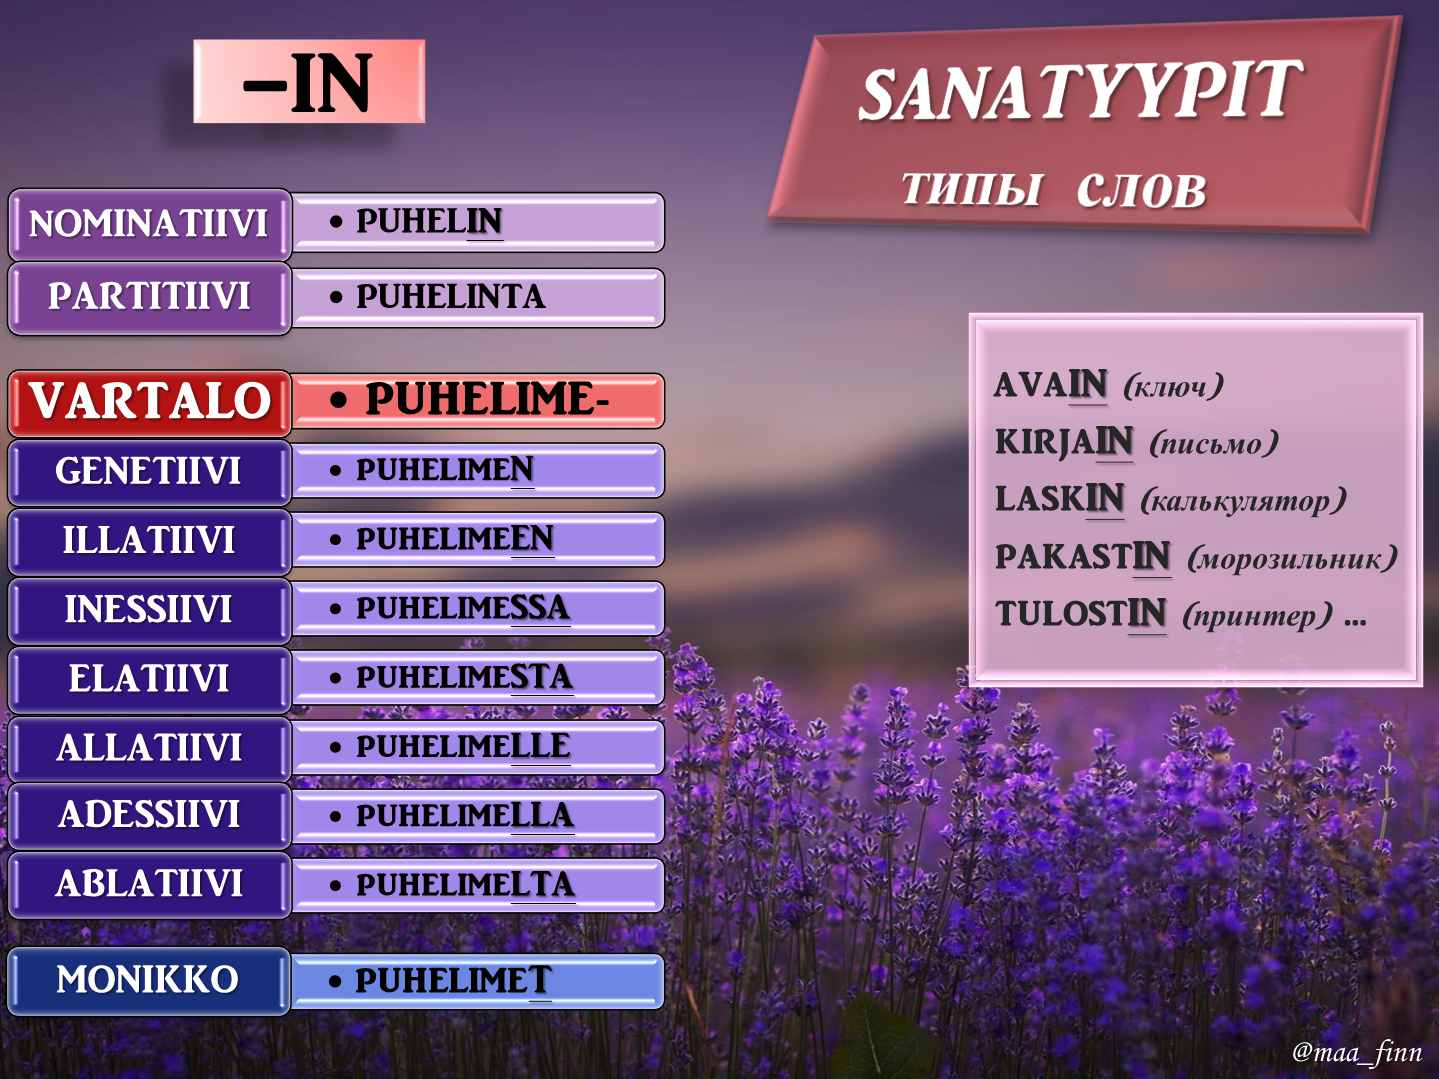 –IN
SANATYYPIT
типы слов
NOMINATIIVI • PUHELIN
PARTITIIVI • PUHELINTA
VARTALO • PUHELIME-
GENETIIVI • PUHELIMEN
ILLATIIVI • PUHELIMEEN
INESSIIVI • PUHELIMESSA
ELATIIVI • PUHELIMESTA
ALLATIIVI • PUHELIMELLE
ADESSIIVI • PUHELIMELLA
ABLATIIVI • PUHELIMELTA
MONIKKO • PUHELIMET
AVAIN (ключ)
KIRJAIN (письмо)
LASKIN (калькулятор)
PAKASTIN (морозильник)
TULOSTIN (принтер) ...
@maa_finn